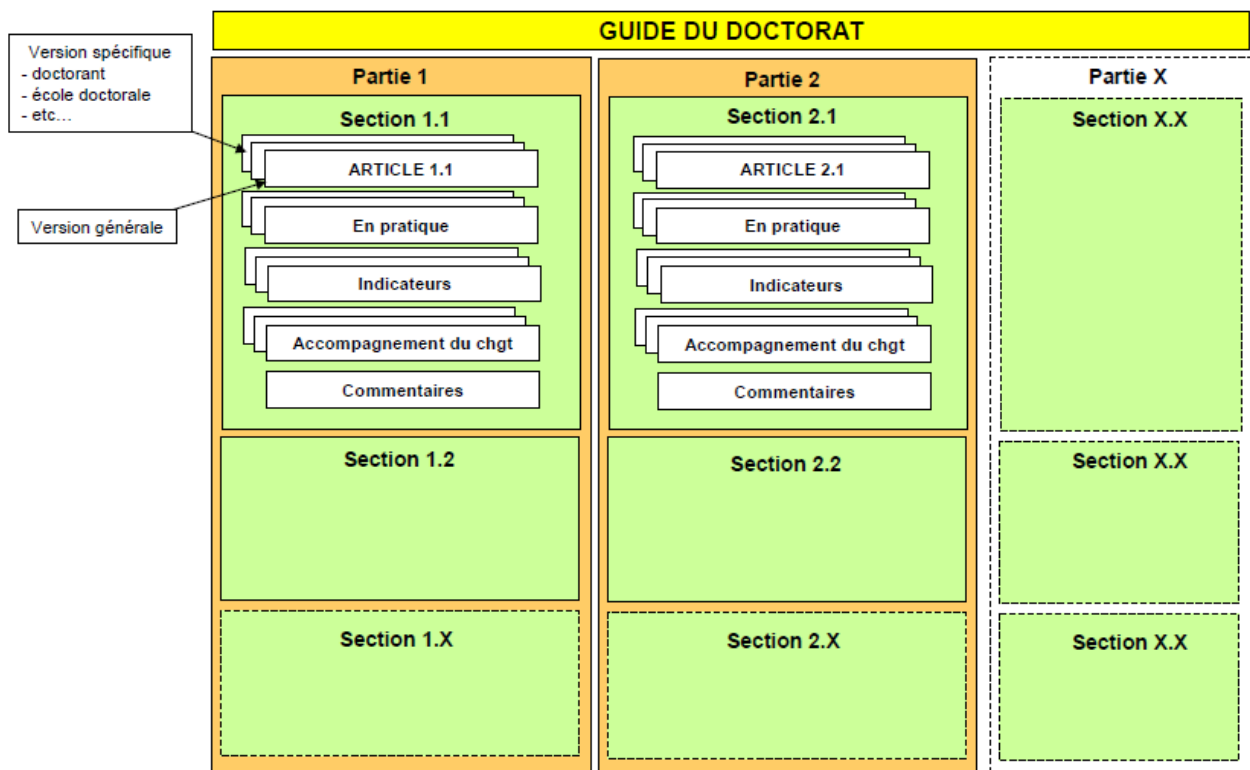 GUIDE DU DOCTORAT
Version spécifique
- doctorant
- école doctorale
- etc...
Version générale
Partie 1
Section 1.1
ARTICLE 1.1
En pratique
Indicateurs
Accompagnement du chgt
Commentaires
Section 1.2
Section 1.X
Partie 2
Section 2.1
ARTICLE 2.1
En pratique
Indicateurs
Accompagnement du chgt
Commentaires
Section 2.2
Section 2.X
Partie X
Section X.X
Section X.X
Section X.X